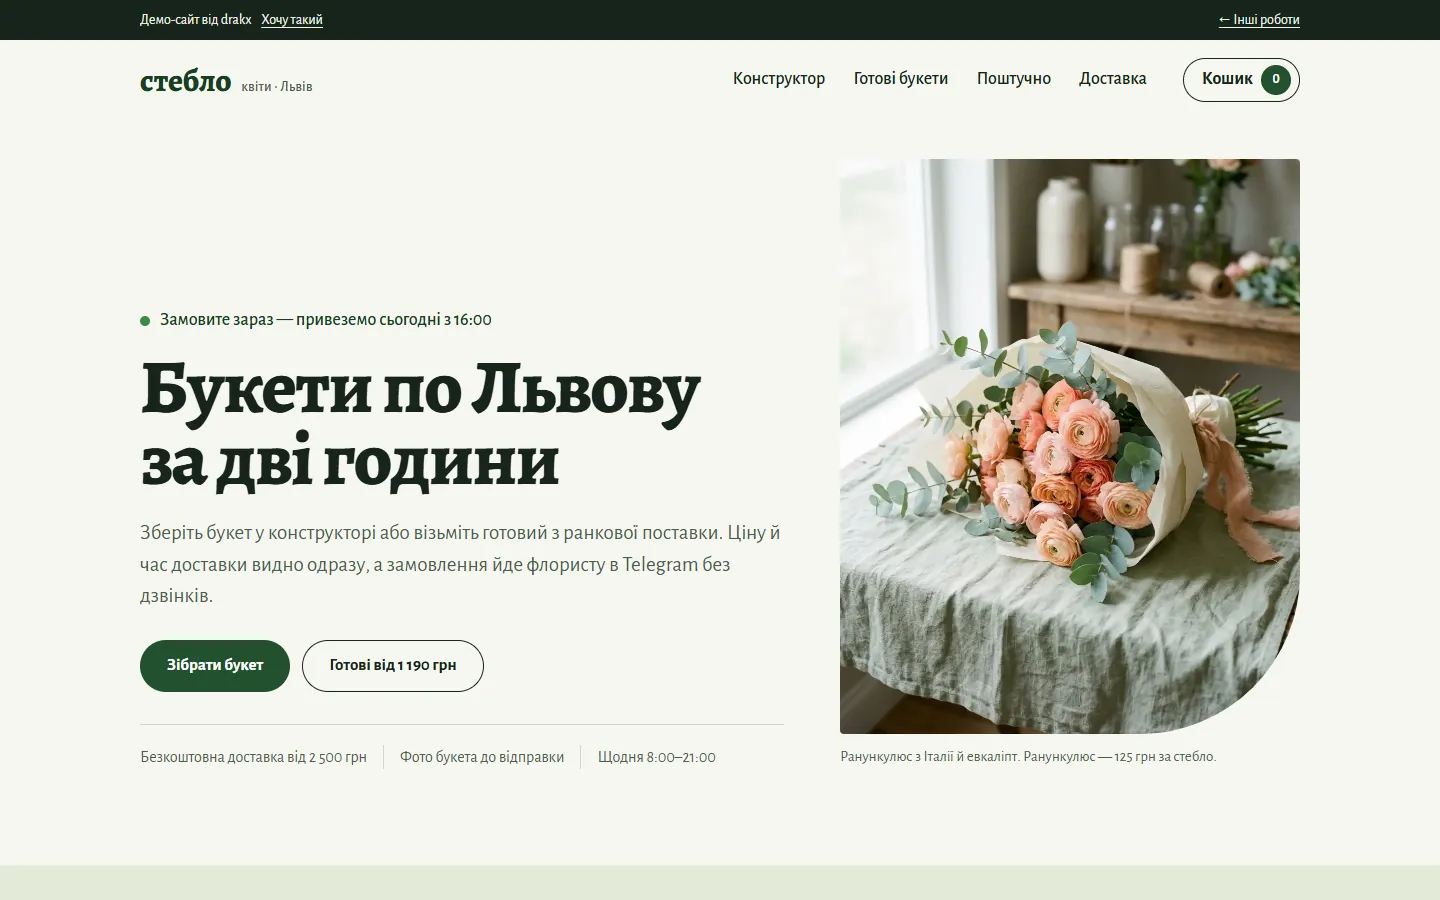 Демо-сайт від drakx Хочу такий
← Інші роботи
стебло квіти · Львів
Конструктор Готові букети Поштучно Доставка Кошик 0
Замовите зараз — привеземо сьогодні з 16:00
Букети по Львову
за дві години
Зберіть букет у конструкторі або візьміть готовий з ранкової поставки. Ціну й
час доставки видно одразу, а замовлення йде флористу в Telegram без
дзвінків.
Зібрати букет Готові від 1 190 грн
Безкоштовна доставка від 2 500 грн Фото букета до відправки Щодня 8:00–21:00
Ранункулюс з Італії й евкаліпт. Ранункулюс — 125 грн за стебло.